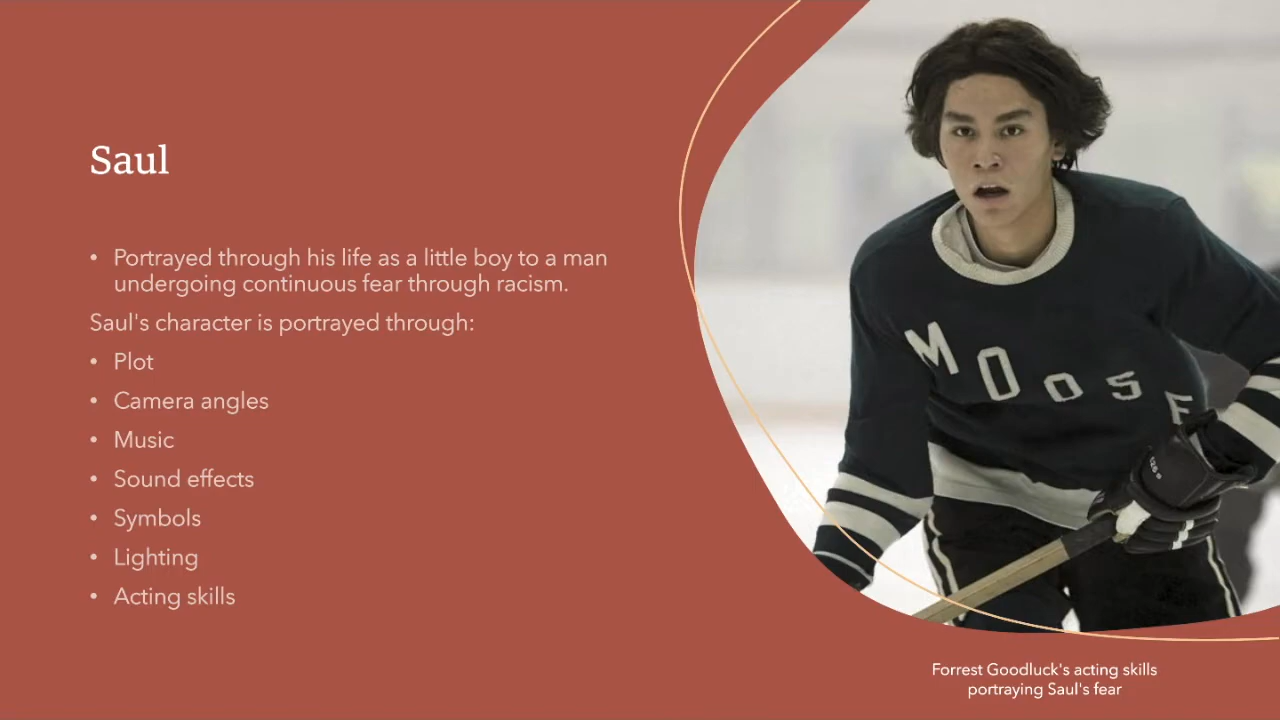 Saul
• Portrayed through his life as a little boy to a man
undergoing continuous fear through racism.
Saul's character is portrayed through:
• Plot
• Camera angles
• Music
• Sound effects
• Symbols
• Lighting
• Acting skills
MOOSE
Forrest Goodluck's acting skills
portraying Saul's fear